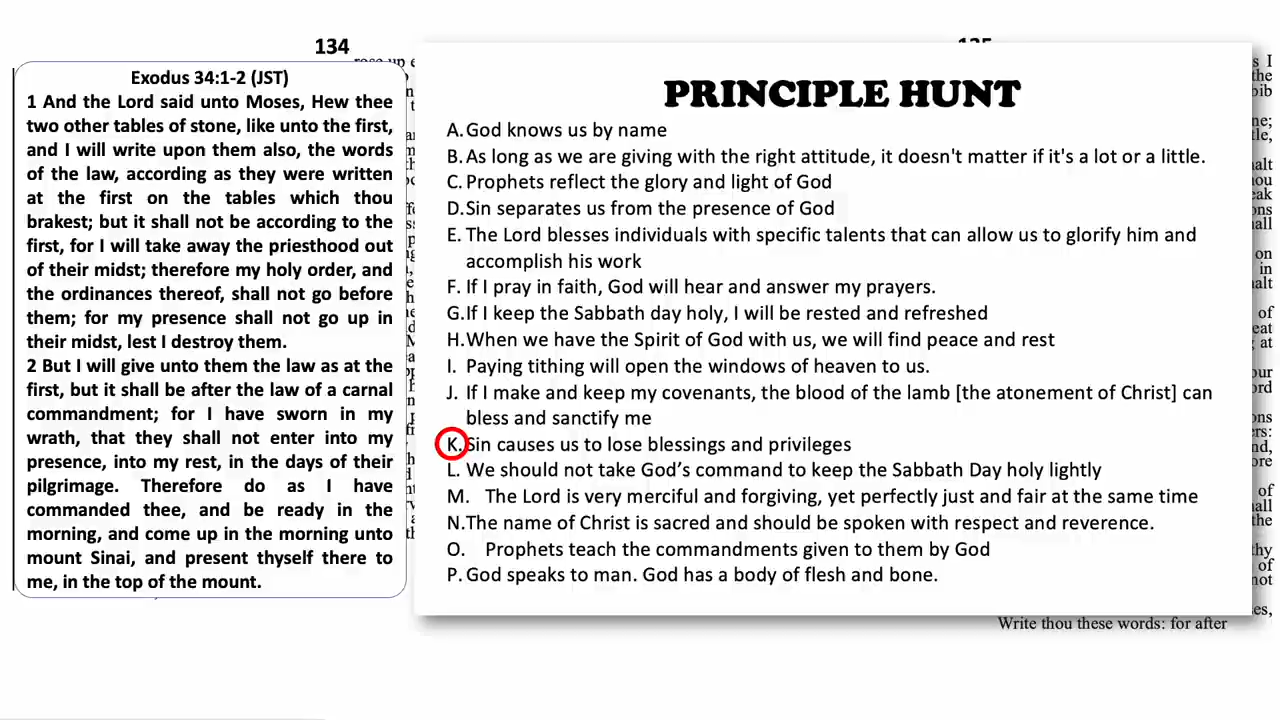 134
Exodus 34:1-2 (JST)
1 And the Lord said unto Moses, Hew thee
two other tables of stone, like unto the first,
and I will write upon them also, the words
of the law, according as they were written
at the first on the tables which thou
brakest; but it shall not be according to the
first, for I will take away the priesthood out
of their midst; therefore my holy order, and
the ordinances thereof, shall not go before
them; for my presence shall not go up in
their midst, lest I destroy them.
2 But I will give unto them the law as at the
first, but it shall be after the law of a carnal
commandment; for I have sworn in my
wrath, that they shall not enter into my
presence, into my rest, in the days of their
pilgrimage. Therefore do as I have
commanded thee, and be ready in the
morning, and come up in the morning unto
mount Sinai, and present thyself there to
me, in the top of the mount.
PRINCIPLE HUNT
A. God knows us by name
B. As long as we are giving with the right attitude, it doesn't matter if it's a lot or a little.
C. Prophets reflect the glory and light of God
D. Sin separates us from the presence of God
E. The Lord blesses individuals with specific talents that can allow us to glorify him and
accomplish his work
F. If I pray in faith, God will hear and answer my prayers.
G. If I keep the Sabbath day holy, I will be rested and refreshed
H. When we have the Spirit of God with us, we will find peace and rest
I. Paying tithing will open the windows of heaven to us.
J. If I make and keep my covenants, the blood of the lamb [the atonement of Christ] can
bless and sanctify me
K. Sin causes us to lose blessings and privileges
L. We should not take God’s command to keep the Sabbath Day holy lightly
M. The Lord is very merciful and forgiving, yet perfectly just and fair at the same time
N. The name of Christ is sacred and should be spoken with respect and reverence.
O. Prophets teach the commandments given to them by God
P. God speaks to man. God has a body of flesh and bone.
Write thou these words: for after